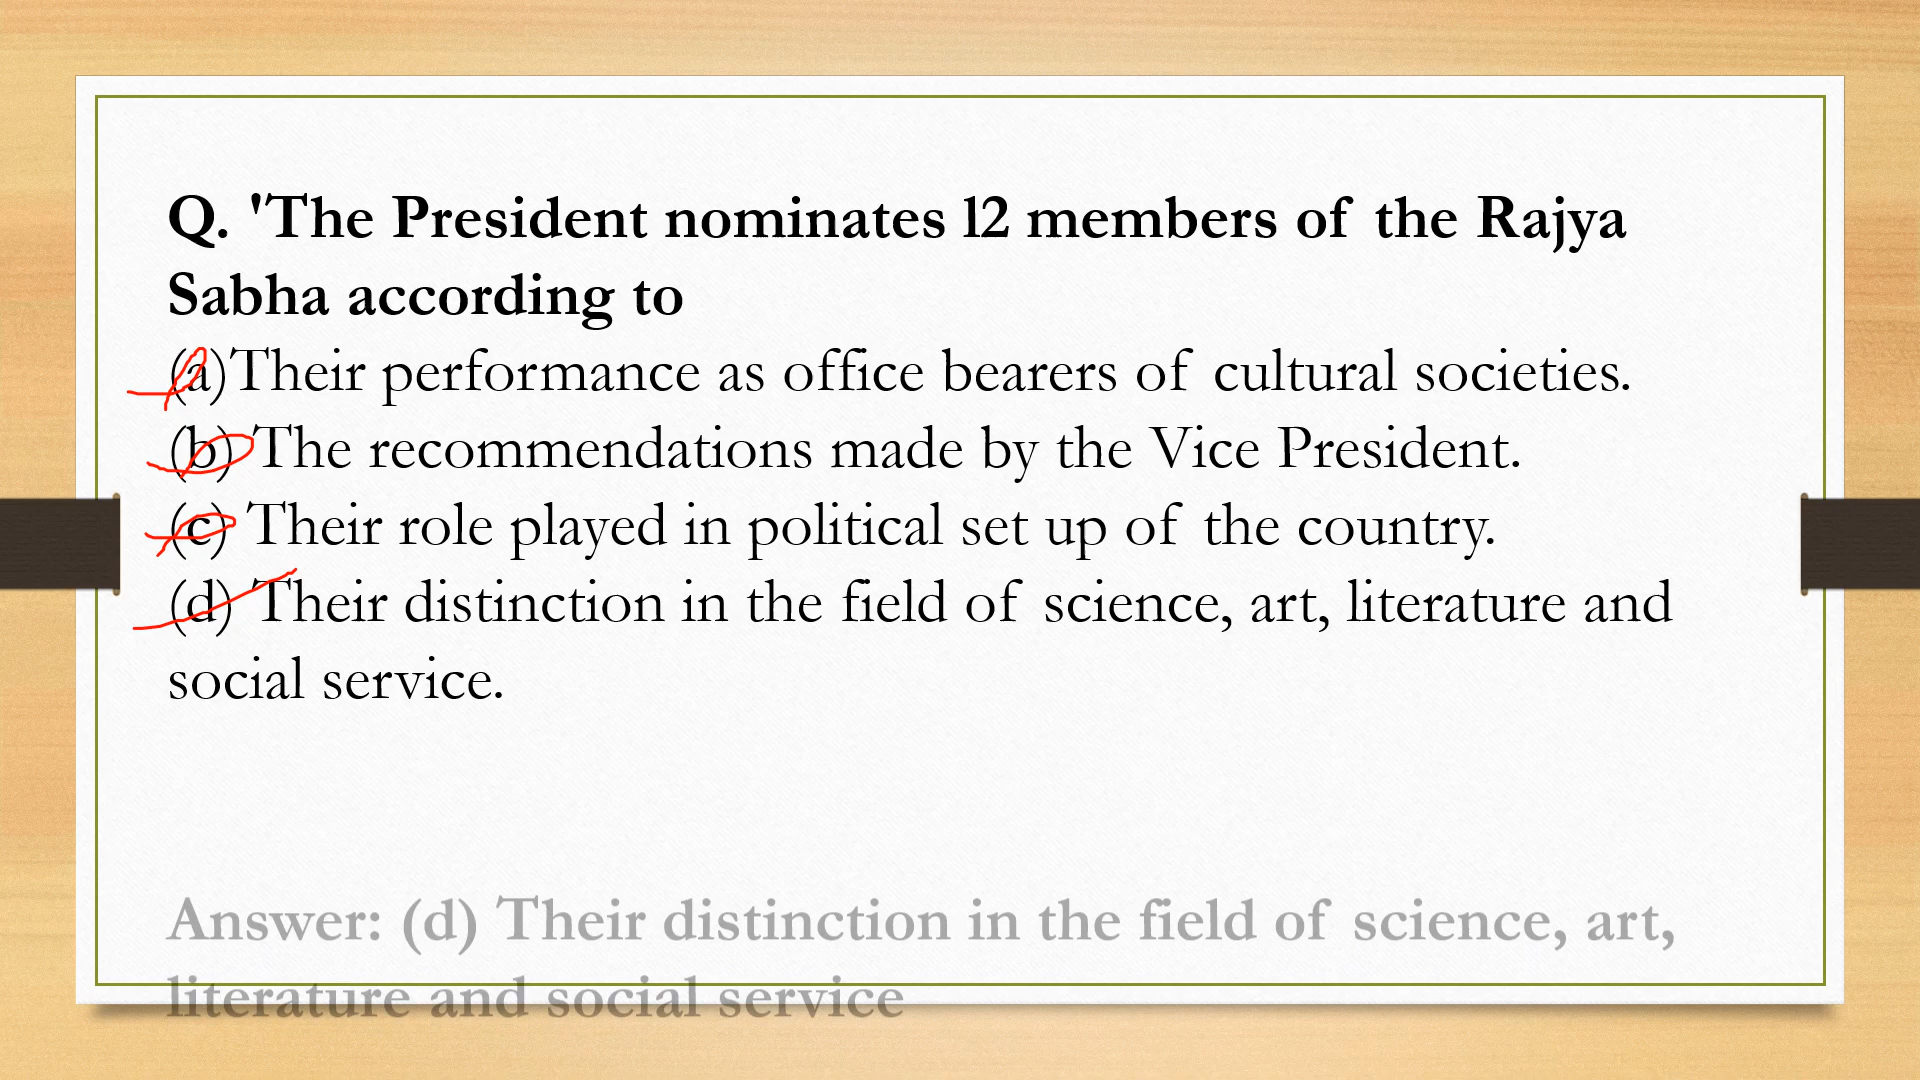 Q. 'The President nominates l2 members of the Rajya
Sabha according to
(a)Their performance as office bearers of cultural societies.
(b) The recommendations made by the Vice President.
(c) Their role played in political set up of the country.
(d) Their distinction in the field of science, art, literature and
social service.
Answer: (d) Their distinction in the field of science, art,
literature and social service